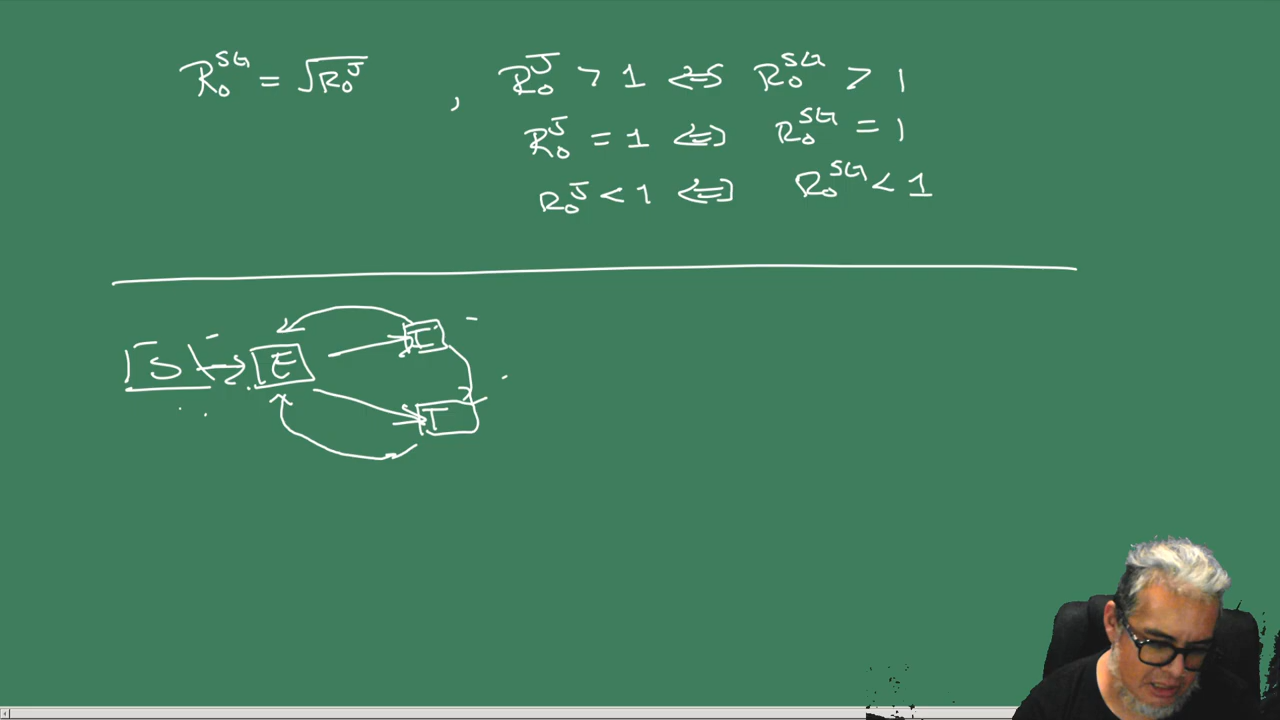 R₀^SG = √R₀^J , R₀^J > 1 ⇔ R₀^SG > 1
R₀^J = 1 ⇔ R₀^SG = 1
R₀^J < 1 ⇔ R₀^SG < 1
S E I
T